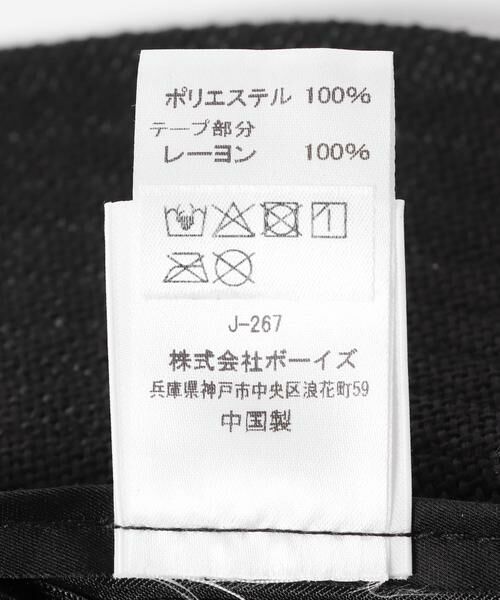 ポリエステル 100%
テープ部分
レーヨン 100%
J-267
株式会社ボーイズ
兵庫県神戸市中央区浪花町59
中国製